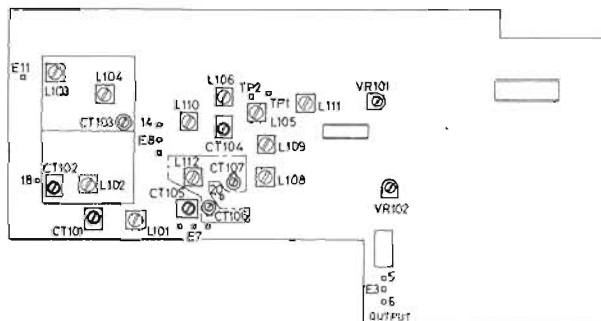 E11
L103
L104
L106
TP2
TP1
L111
VR101
L110
L105
CT103
14
E8
CT104
L109
CT102
18
L102
L112
CT107
L108
CT105
CT106
VR102
CT101
L101
E7
5
E3
6
OUTPUT